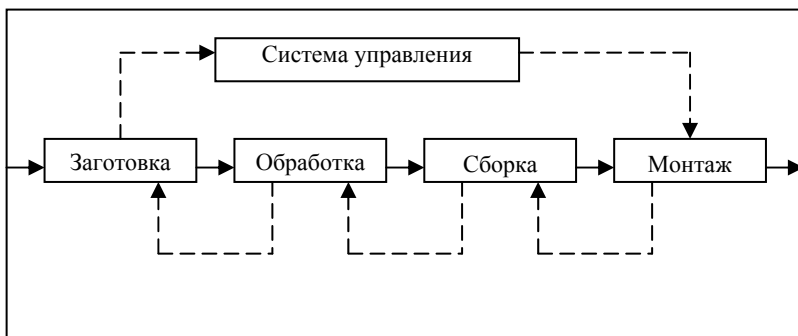 Система управления
Заготовка
Обработка
Сборка
Монтаж